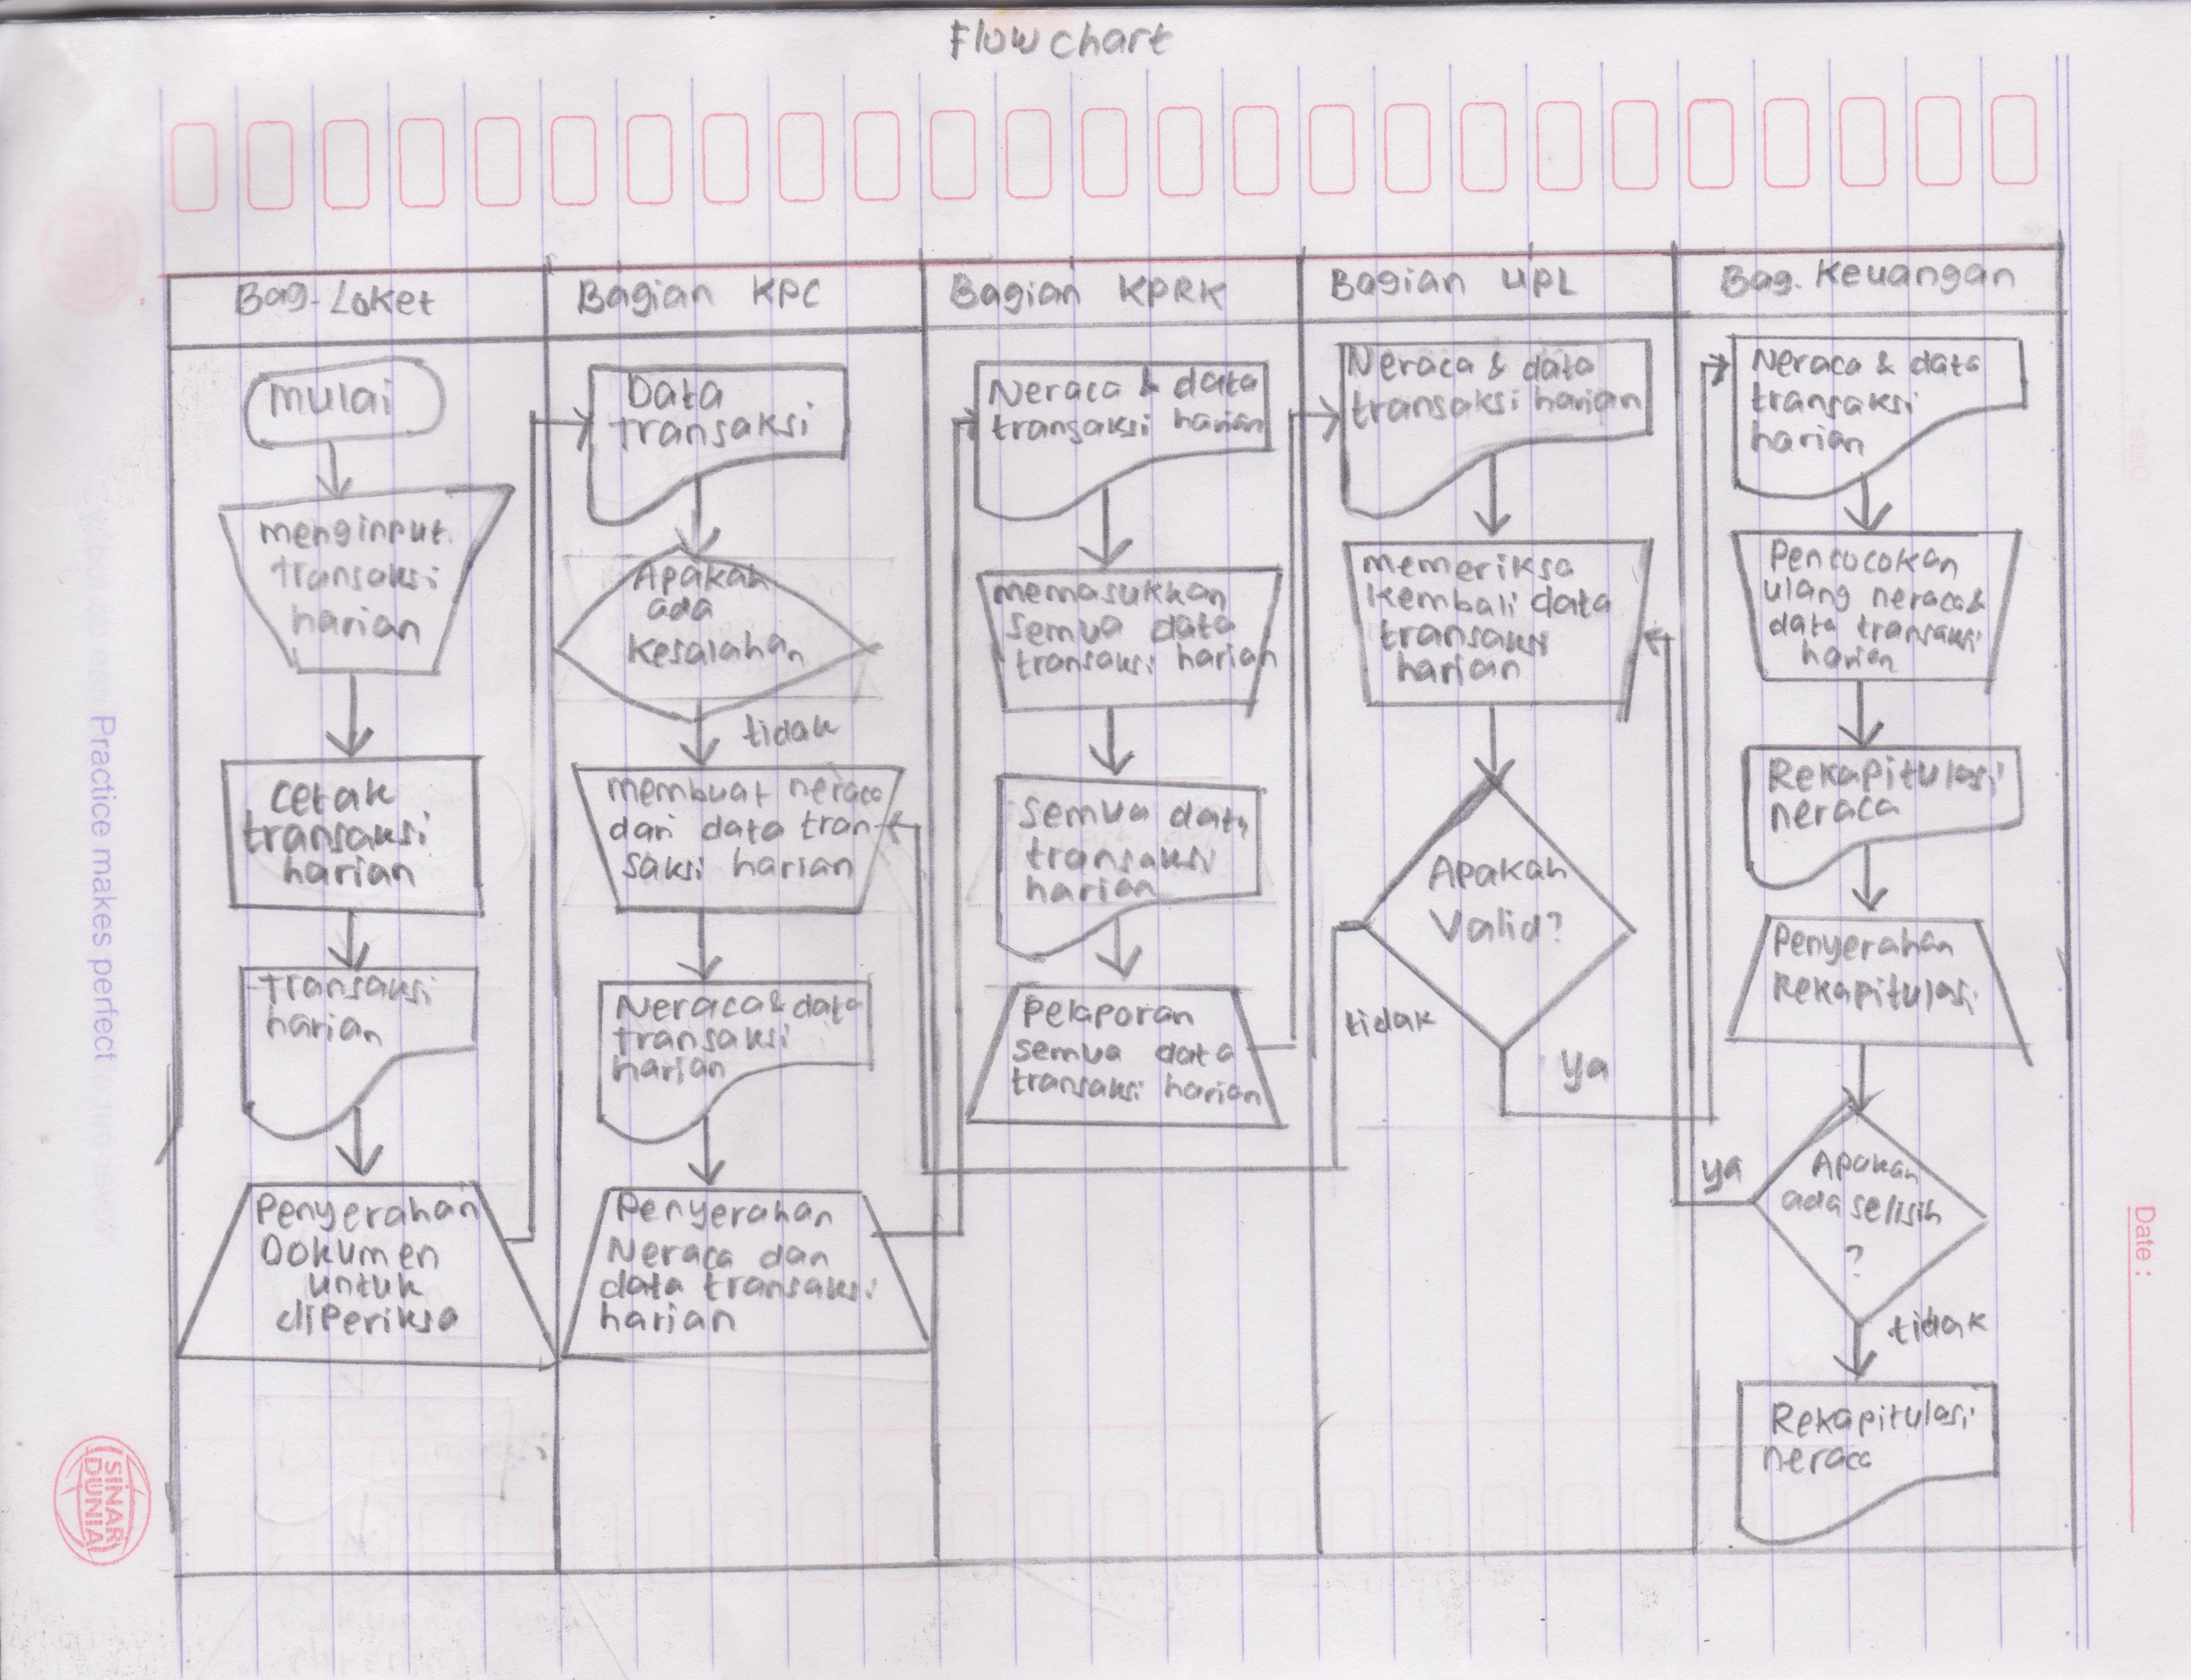 Flowchart
Bag. Loket
Bagian KPC
Bagian KPRK
Bagian UPL
Bag. Keuangan
mulai
menginput
transaksi
harian
cetak
transaksi
harian
transaksi
harian
Penyerahan
Dokumen
untuk
diperiksa
Data
transaksi
Apakah
ada
Kesalahan
tidak
membuat neraca
dari data tran-
saksi harian
Neraca & data
transaksi
harian
Penyerahan
Neraca dan
data transaksi
harian
Neraca & data
transaksi harian
memasukkan
semua data
transaksi harian
semua data
transaksi
harian
Pelaporan
semua data
transaksi harian
Neraca & data
transaksi harian
memeriksa
kembali data
transaksi
harian
Apakah
Valid?
tidak
Ya
Neraca & data
transaksi
harian
Pencocokan
ulang neraca &
data transaksi
harian
Rekapitulasi
neraca
Penyerahan
Rekapitulasi
ya
Apakah
ada selisih
?
tidak
Rekapitulasi
neraca
Practice makes perfect
SINAR
DUNIA
Date :